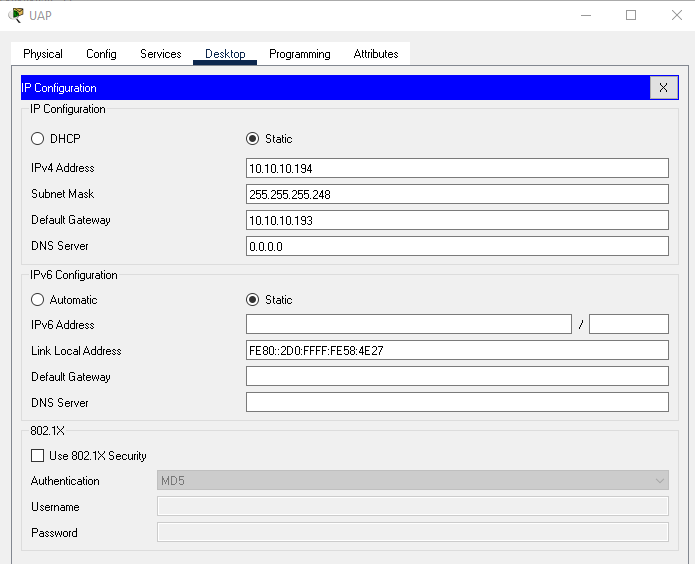 UAP
Physical Config Services Desktop Programming Attributes
IP Configuration X
IP Configuration
DHCP Static
IPv4 Address 10.10.10.194
Subnet Mask 255.255.255.248
Default Gateway 10.10.10.193
DNS Server 0.0.0.0
IPv6 Configuration
Automatic Static
IPv6 Address /
Link Local Address FE80::2D0:FFFF:FE58:4E27
Default Gateway
DNS Server
802.1X
Use 802.1X Security
Authentication MD5
Username
Password